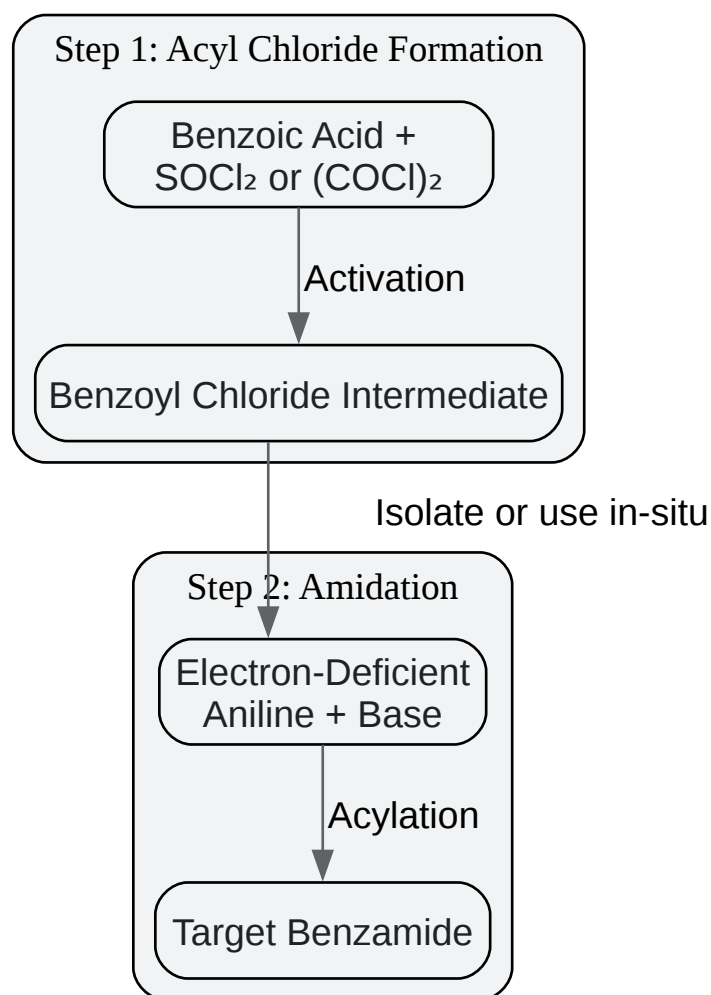 Step 1: Acyl Chloride Formation
Benzoic Acid +
SOCl₂ or (COCl)₂
Activation
Benzoyl Chloride Intermediate
Isolate or use in-situ
Step 2: Amidation
Electron-Deficient
Aniline + Base
Acylation
Target Benzamide